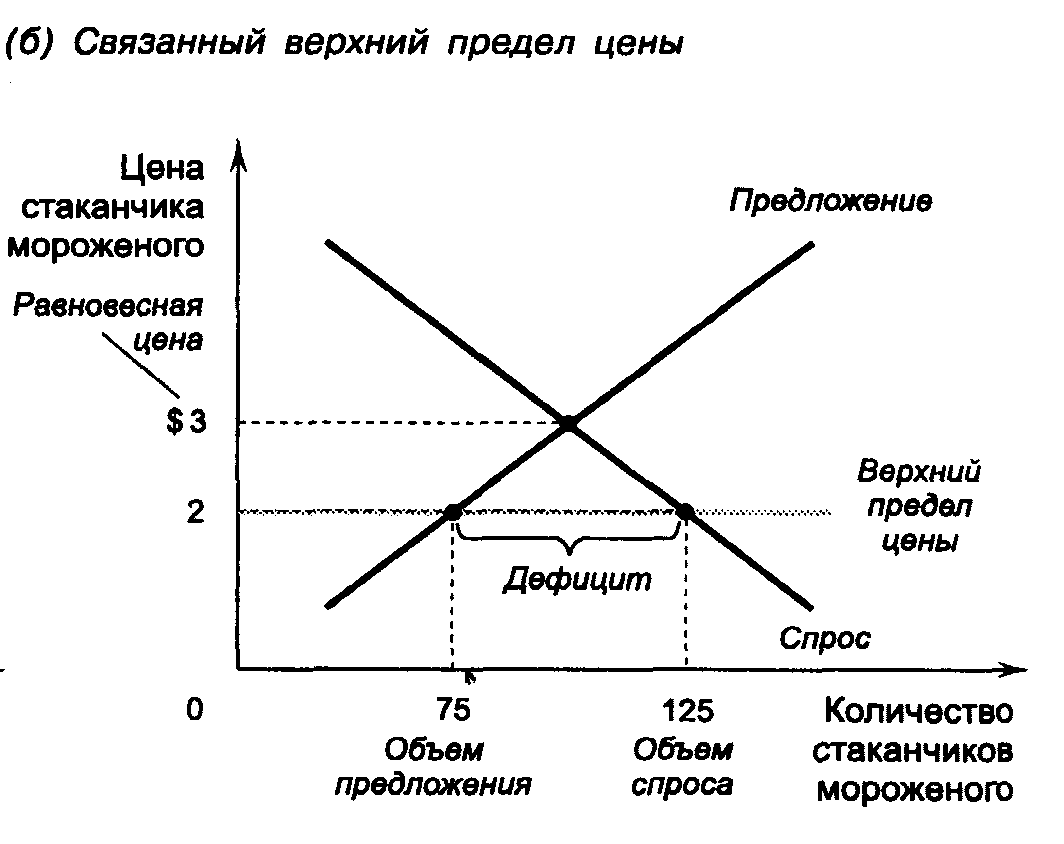 (б) Связанный верхний предел цены
Цена
стаканчика
мороженого
Предложение
Равновесная
цена
$3
Верхний
предел
цены
2
Дефицит
Спрос
0
75
125
Количество
стаканчиков
мороженого
Объем
предложения
Объем
спроса